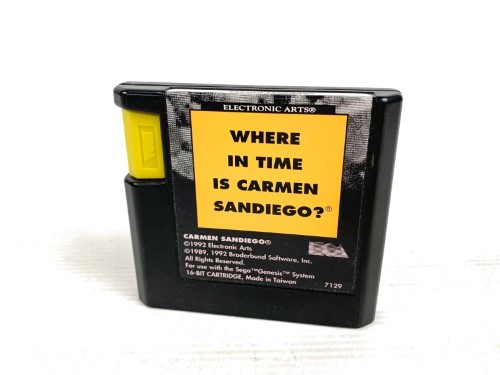 ELECTRONIC ARTS®
WHERE
IN TIME
IS CARMEN
SANDIEGO?®
CARMEN SANDIEGO®
©1992 Electronic Arts
©1989, 1992 Broderbund Software, Inc.
All Rights Reserved.
For use with the Sega™Genesis™ System
16-BIT CARTRIDGE, Made in Taiwan
7129